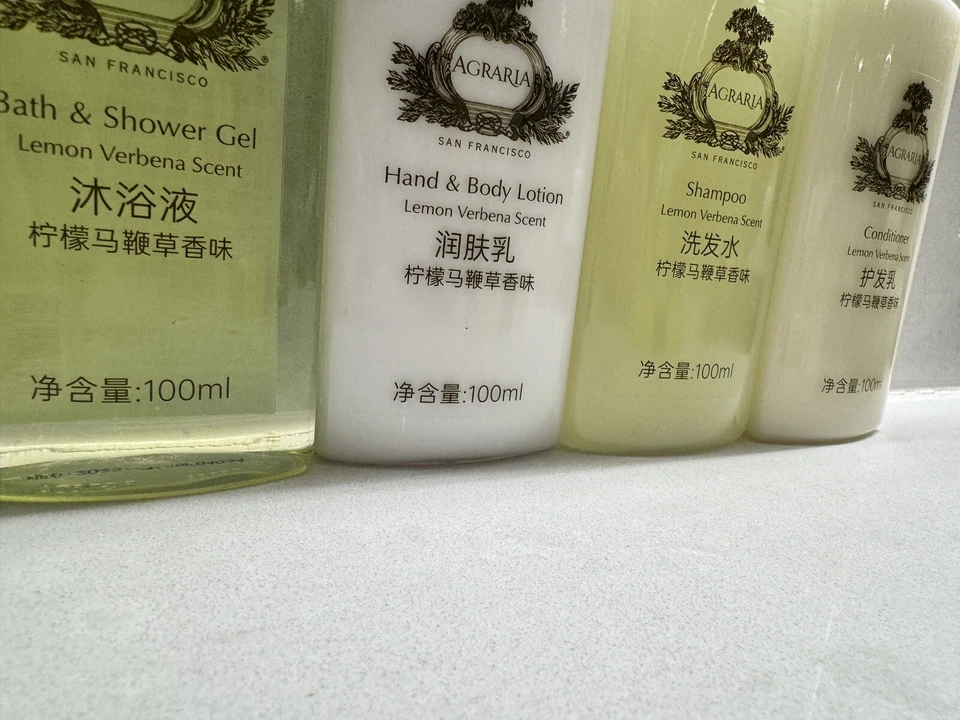 SAN FRANCISCO
Bath & Shower Gel
Lemon Verbena Scent
沐浴液
柠檬马鞭草香味
净含量:100ml
AGRARIA
SAN FRANCISCO
Hand & Body Lotion
Lemon Verbena Scent
润肤乳
柠檬马鞭草香味
净含量:100ml
AGRARIA
SAN FRANCISCO
Shampoo
Lemon Verbena Scent
洗发水
柠檬马鞭草香味
净含量:100ml
AGRARIA
SAN FRANCISCO
Conditioner
Lemon Verbena Scent
护发乳
柠檬马鞭草香味
净含量:100m